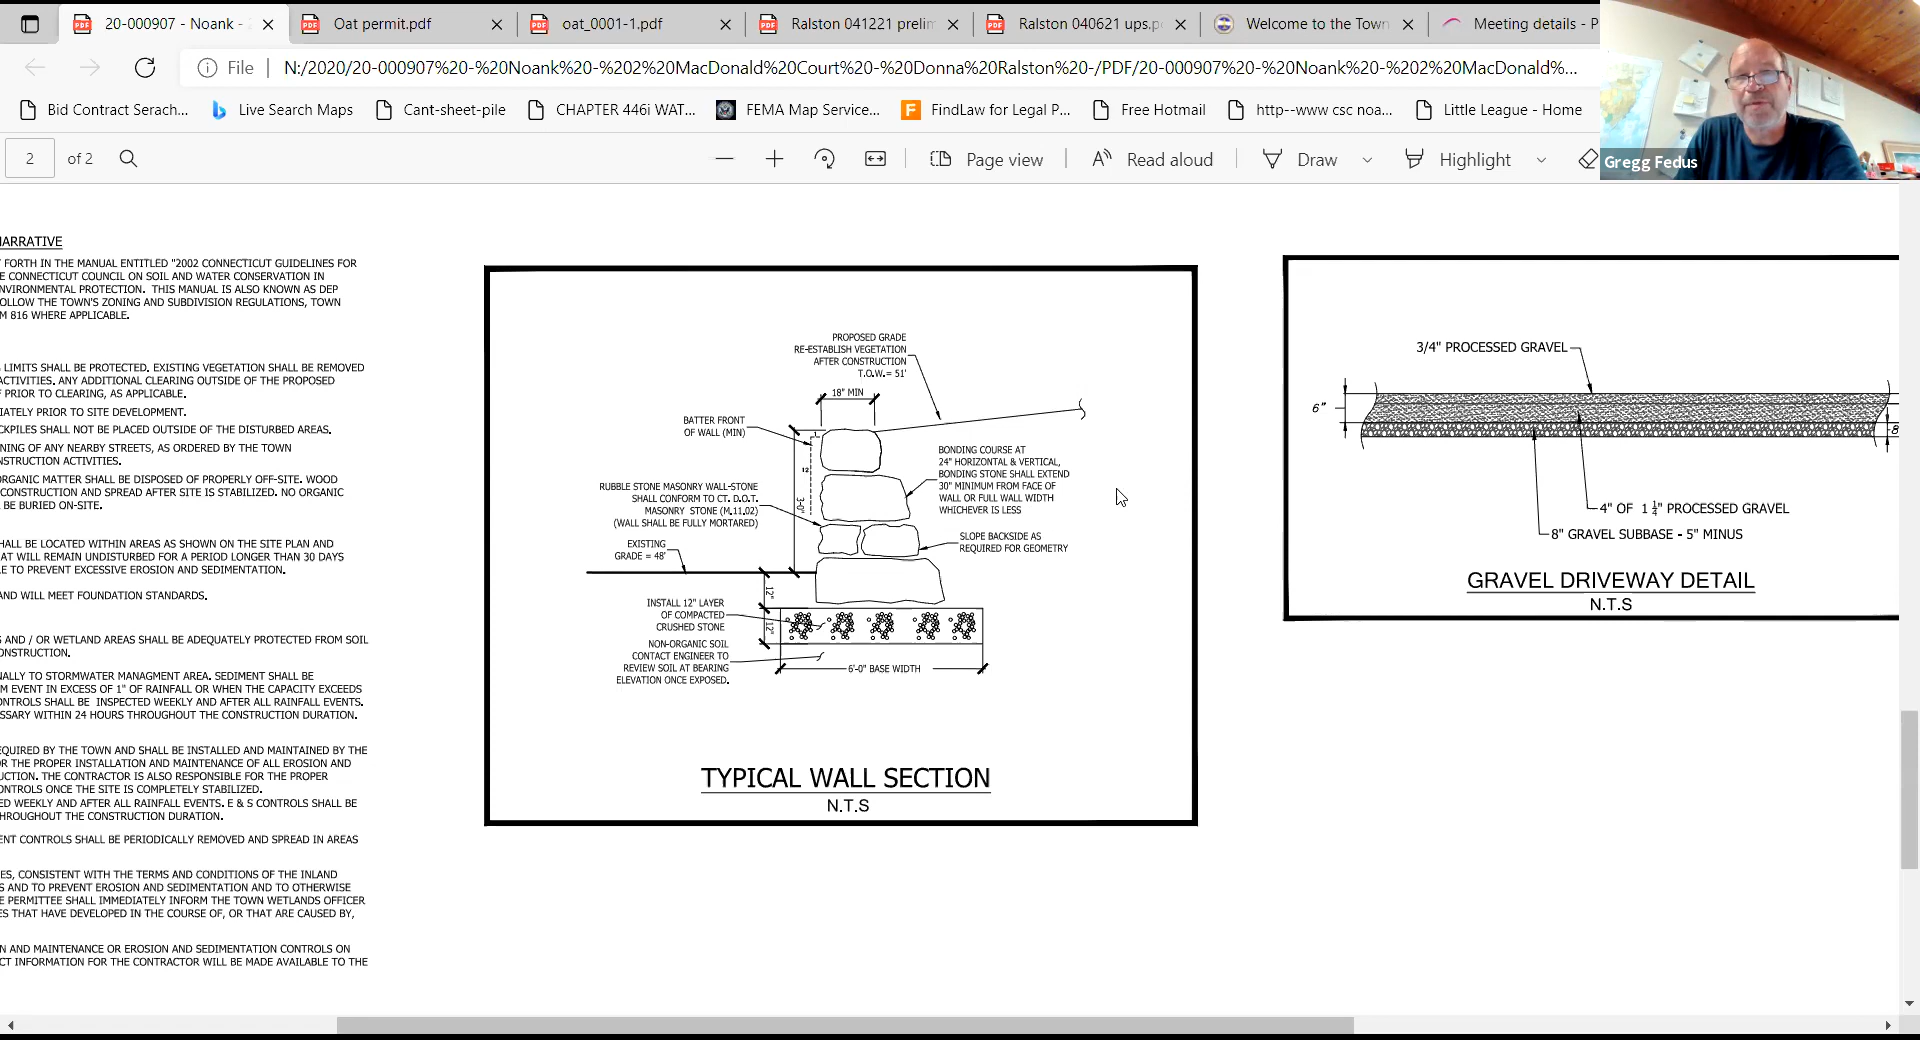 20-000907 - Noank -
Oat permit.pdf
oat_0001-1.pdf
Ralston 041221 prelim
Ralston 040621 ups.p
Welcome to the Town
Meeting details - P
File
N:/2020/20-000907%20-%20Noank%20-%202%20MacDonald%20Court%20-%20Donna%20Ralston%20-/PDF/20-000907%20-%20Noank%20-%202%20MacDonald%...
Bid Contract Serach...
Live Search Maps
Cant-sheet-pile
CHAPTER 446i WAT...
FEMA Map Service...
FindLaw for Legal P...
Free Hotmail
http--www csc noa...
Little League - Home
2 of 2
Page view
Read aloud
Draw
Highlight
Gregg Fedus
ARRATIVE
FORTH IN THE MANUAL ENTITLED "2002 CONNECTICUT GUIDELINES FOR
E CONNECTICUT COUNCIL ON SOIL AND WATER CONSERVATION IN
NVIRONMENTAL PROTECTION. THIS MANUAL IS ALSO KNOWN AS DEP
OLLOW THE TOWN'S ZONING AND SUBDIVISION REGULATIONS, TOWN
M 816 WHERE APPLICABLE.
LIMITS SHALL BE PROTECTED. EXISTING VEGETATION SHALL BE REMOVED
ACTIVITIES. ANY ADDITIONAL CLEARING OUTSIDE OF THE PROPOSED
F PRIOR TO CLEARING, AS APPLICABLE.
IATELY PRIOR TO SITE DEVELOPMENT.
CKPILES SHALL NOT BE PLACED OUTSIDE OF THE DISTURBED AREAS.
NING OF ANY NEARBY STREETS, AS ORDERED BY THE TOWN
NSTRUCTION ACTIVITIES.
ORGANIC MATTER SHALL BE DISPOSED OF PROPERLY OFF-SITE. WOOD
CONSTRUCTION AND SPREAD AFTER SITE IS STABILIZED. NO ORGANIC
BE BURIED ON-SITE.
HALL BE LOCATED WITHIN AREAS AS SHOWN ON THE SITE PLAN AND
AT WILL REMAIN UNDISTURBED FOR A PERIOD LONGER THAN 30 DAYS
E TO PREVENT EXCESSIVE EROSION AND SEDIMENTATION.
AND WILL MEET FOUNDATION STANDARDS.
S AND / OR WETLAND AREAS SHALL BE ADEQUATELY PROTECTED FROM SOIL
ONSTRUCTION.
NALLY TO STORMWATER MANAGMENT AREA. SEDIMENT SHALL BE
M EVENT IN EXCESS OF 1" OF RAINFALL OR WHEN THE CAPACITY EXCEEDS
ONTROLS SHALL BE INSPECTED WEEKLY AND AFTER ALL RAINFALL EVENTS.
SSARY WITHIN 24 HOURS THROUGHOUT THE CONSTRUCTION DURATION.
EQUIRED BY THE TOWN AND SHALL BE INSTALLED AND MAINTAINED BY THE
OR THE PROPER INSTALLATION AND MAINTENANCE OF ALL EROSION AND
UCTION. THE CONTRACTOR IS ALSO RESPONSIBLE FOR THE PROPER
ONTROLS ONCE THE SITE IS COMPLETELY STABILIZED.
ED WEEKLY AND AFTER ALL RAINFALL EVENTS. E & S CONTROLS SHALL BE
HROUGHOUT THE CONSTRUCTION DURATION.
ENT CONTROLS SHALL BE PERIODICALLY REMOVED AND SPREAD IN AREAS
ES, CONSISTENT WITH THE TERMS AND CONDITIONS OF THE INLAND
S AND TO PREVENT EROSION AND SEDIMENTATION AND TO OTHERWISE
E PERMITTEE SHALL IMMEDIATELY INFORM THE TOWN WETLANDS OFFICER
ES THAT HAVE DEVELOPED IN THE COURSE OF, OR THAT ARE CAUSED BY,
N AND MAINTENANCE OR EROSION AND SEDIMENTATION CONTROLS ON
CT INFORMATION FOR THE CONTRACTOR WILL BE MADE AVAILABLE TO THE
PROPOSED GRADE
RE-ESTABLISH VEGETATION
AFTER CONSTRUCTION
T.O.W.= 51'
18" MIN
BATTER FRONT
OF WALL (MIN)
1
12
3'-0"
BONDING COURSE AT
24" HORIZONTAL & VERTICAL,
BONDING STONE SHALL EXTEND
30" MINIMUM FROM FACE OF
WALL OR FULL WALL WIDTH
WHICHEVER IS LESS
RUBBLE STONE MASONRY WALL-STONE
SHALL CONFORM TO CT. D.O.T.
MASONRY STONE (M.11.02)
(WALL SHALL BE FULLY MORTARED)
SLOPE BACKSIDE AS
REQUIRED FOR GEOMETRY
EXISTING
GRADE = 48'
12"
INSTALL 12" LAYER
OF COMPACTED
CRUSHED STONE
12"
NON-ORGANIC SOIL
CONTACT ENGINEER TO
REVIEW SOIL AT BEARING
ELEVATION ONCE EXPOSED.
6'-0" BASE WIDTH
TYPICAL WALL SECTION
N.T.S
3/4" PROCESSED GRAVEL
6"
8
4" OF 1 1/4" PROCESSED GRAVEL
8" GRAVEL SUBBASE - 5" MINUS
GRAVEL DRIVEWAY DETAIL
N.T.S